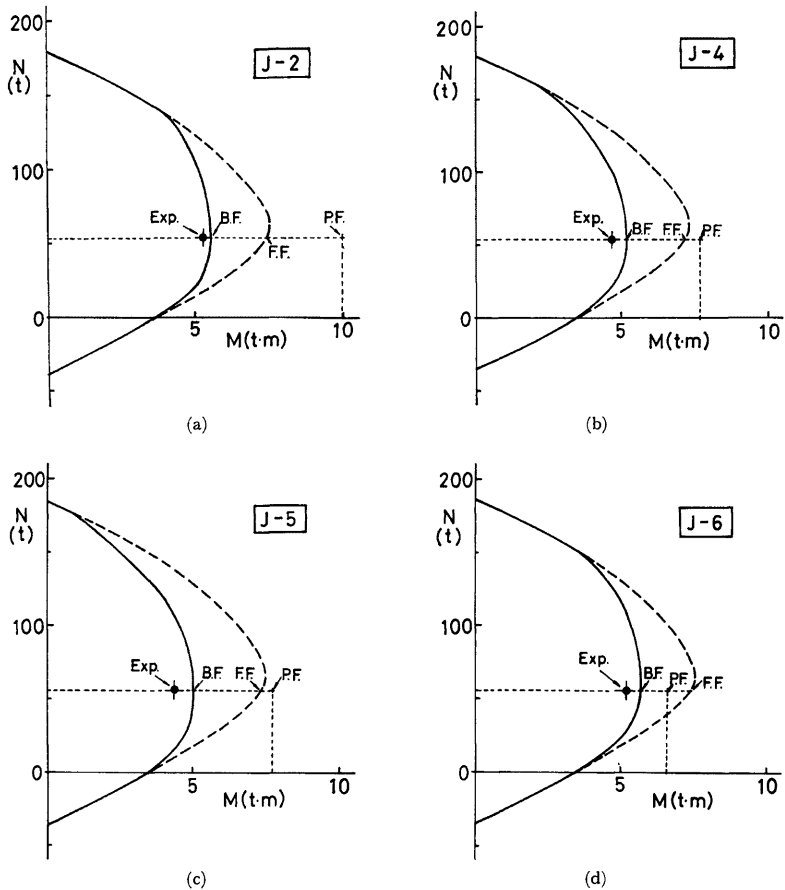 200
N
(t)
J-2
100
Exp.
B.F.
P.F.
F.F.
0
5
10
M(t·m)
(a)
200
N
(t)
J-4
100
Exp.
B.F.
F.F.
P.F.
0
5
10
M(t·m)
(b)
200
N
(t)
J-5
100
Exp.
B.F.
F.F.
P.F.
0
5
10
M(t·m)
(c)
200
N
(t)
J-6
100
Exp.
B.F.
P.F.
F.F.
0
5
10
M(t·m)
(d)